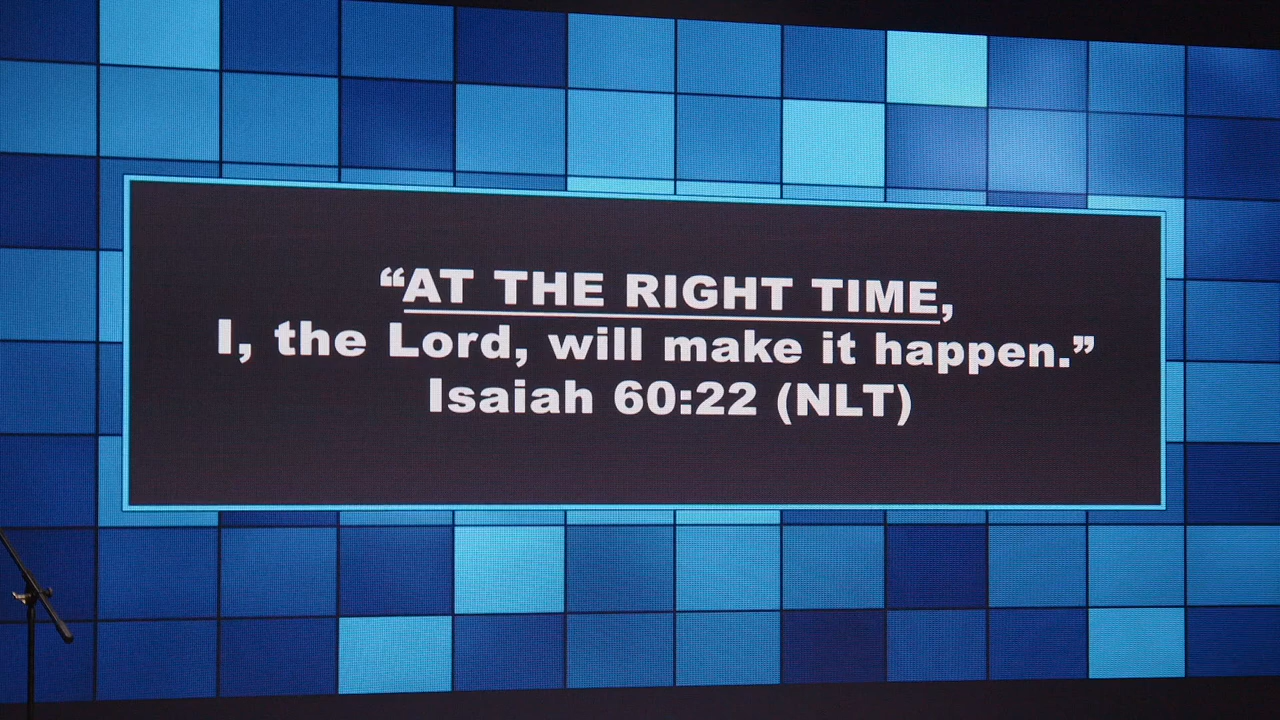 “AT THE RIGHT TIME,
I, the Lord, will make it happen.”
Isaiah 60:22 (NLT)